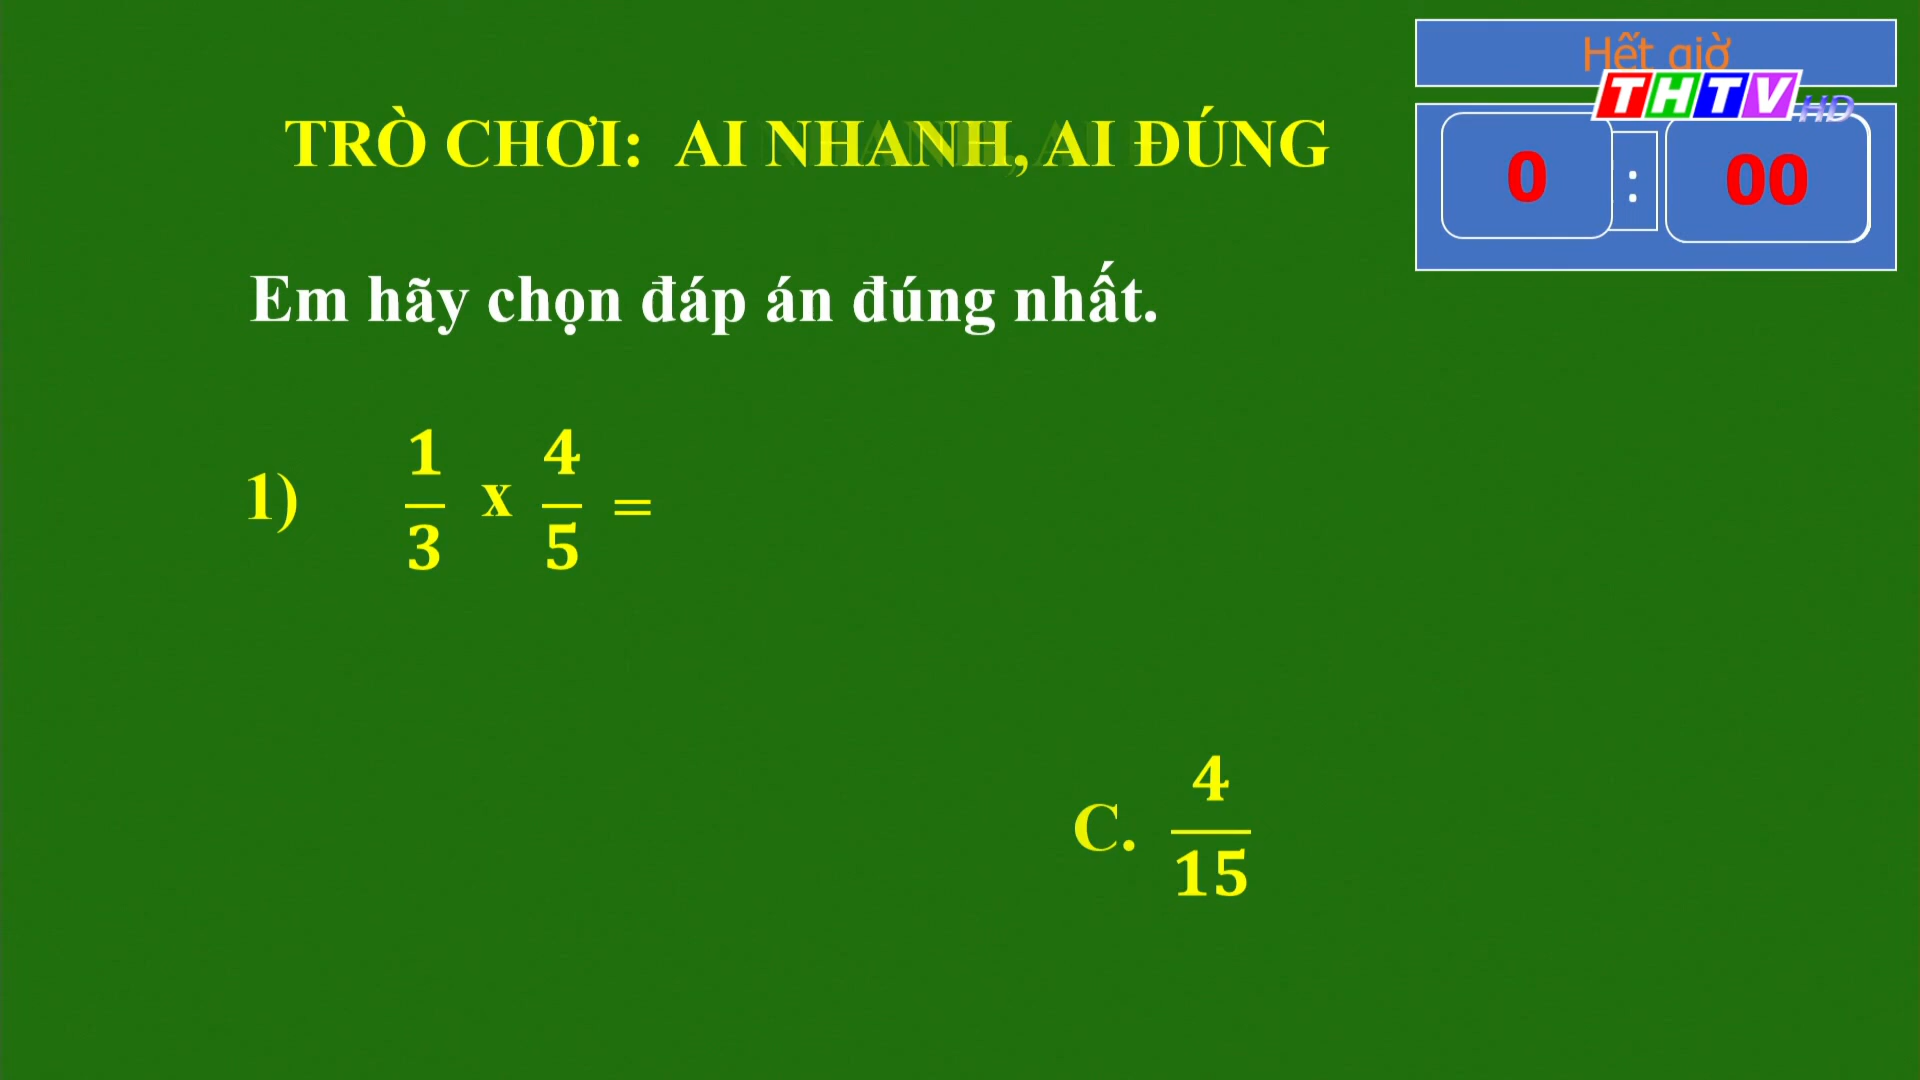 Hết giờ
THTV HD
0 : 00
TRÒ CHƠI: AI NHANH, AI ĐÚNG
Em hãy chọn đáp án đúng nhất.
1) 1/3 x 4/5 =
C. 4/15